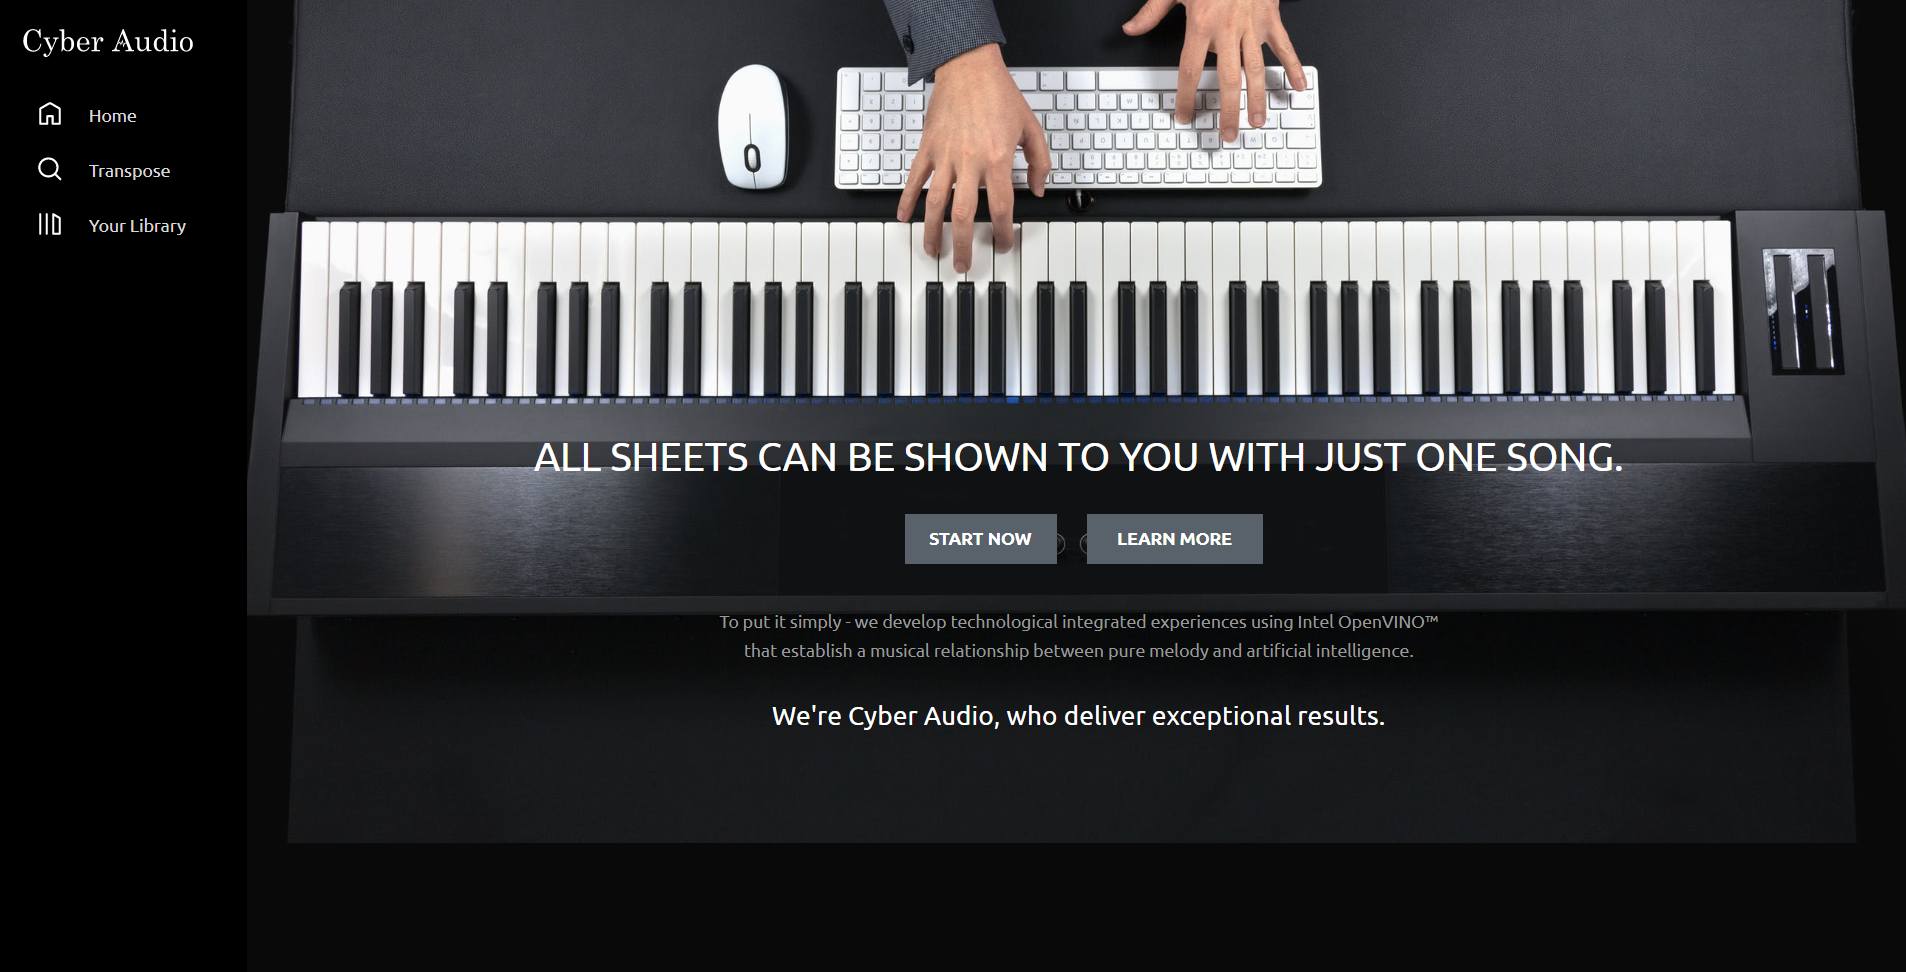 Cyber Audio
Home
Transpose
Your Library
ALL SHEETS CAN BE SHOWN TO YOU WITH JUST ONE SONG.
START NOW
LEARN MORE
To put it simply - we develop technological integrated experiences using Intel OpenVINO™
that establish a musical relationship between pure melody and artificial intelligence.
We're Cyber Audio, who deliver exceptional results.